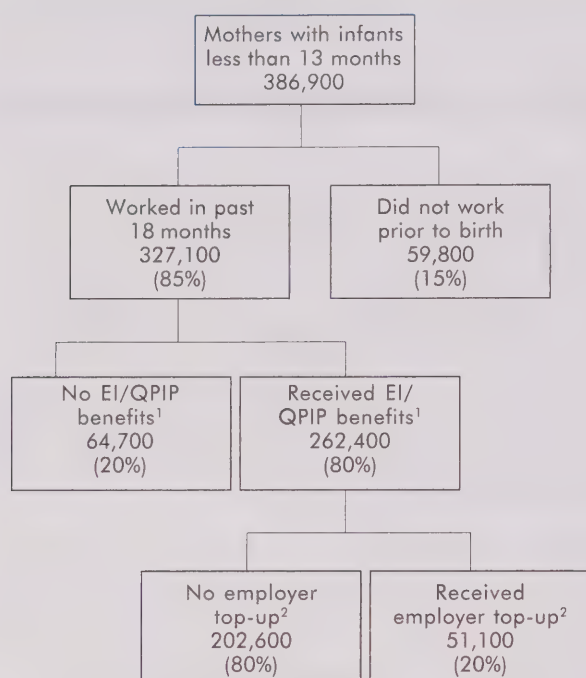 Mothers with infants
less than 13 months
386,900
Worked in past
18 months
327,100
(85%)
Did not work
prior to birth
59,800
(15%)
No EI/QPIP
benefits¹
64,700
(20%)
Received EI/
QPIP benefits¹
262,400
(80%)
No employer
top-up²
202,600
(80%)
Received
employer top-up²
51,100
(20%)